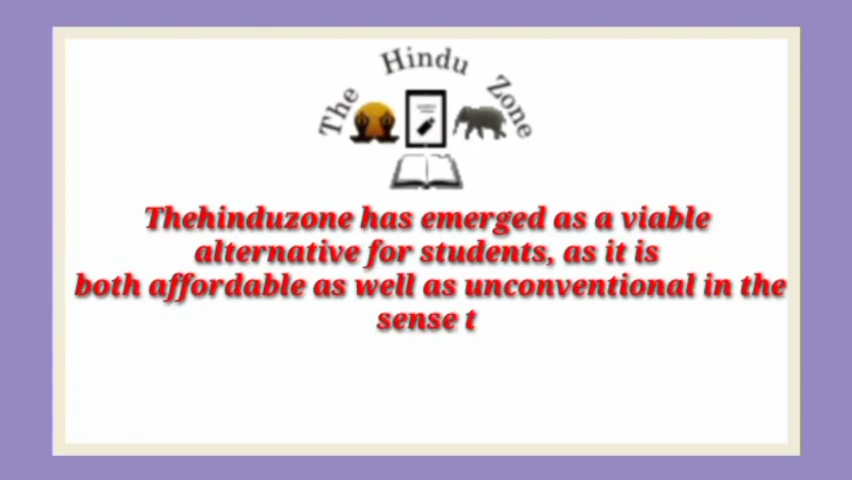 The Hindu Zone
Thehinduzone has emerged as a viable
alternative for students, as it is
both affordable as well as unconventional in the
sense t